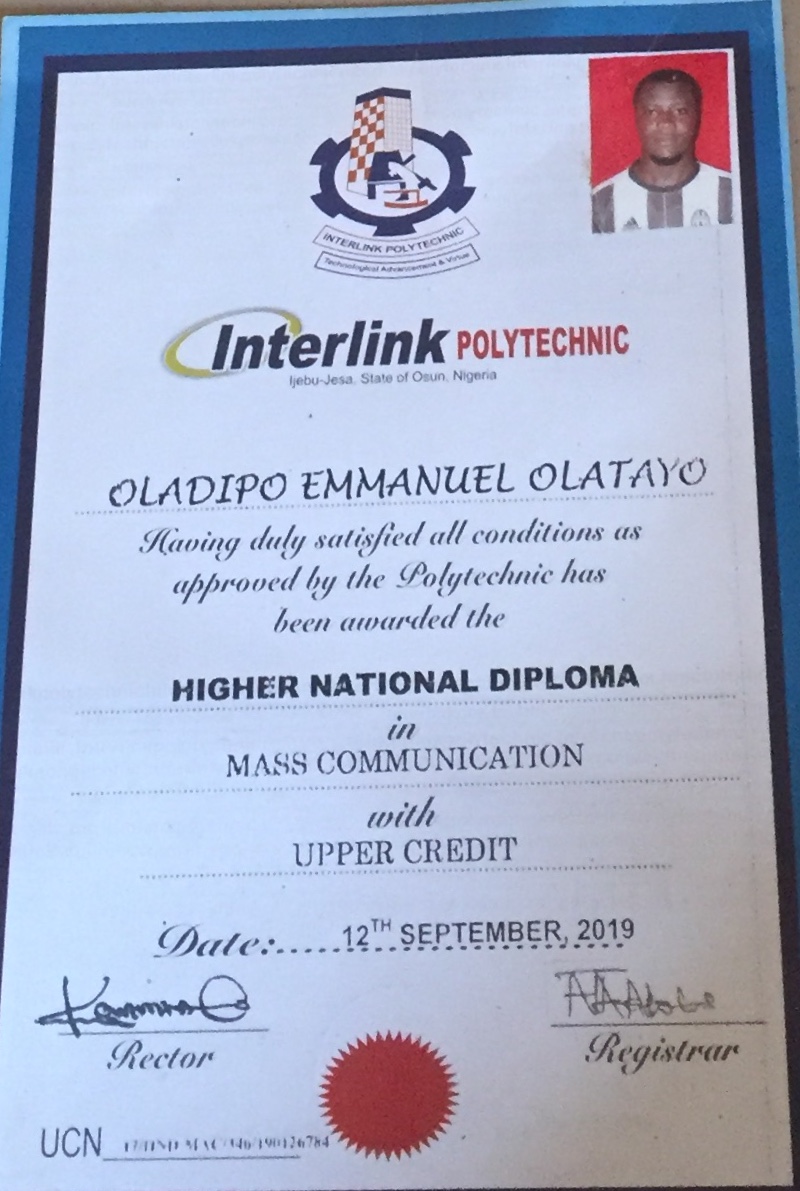 INTERLINK POLYTECHNIC
Technological Advancement & Virtue
Interlink POLYTECHNIC
Ijebu-Jesa, State of Osun, Nigeria
OLADIPO EMMANUEL OLATAYO
Having duly satisfied all conditions as
approved by the Polytechnic has
been awarded the
HIGHER NATIONAL DIPLOMA
in
MASS COMMUNICATION
with
UPPER CREDIT
Date:.....12TH SEPTEMBER, 2019
Rector
Registrar
UCN